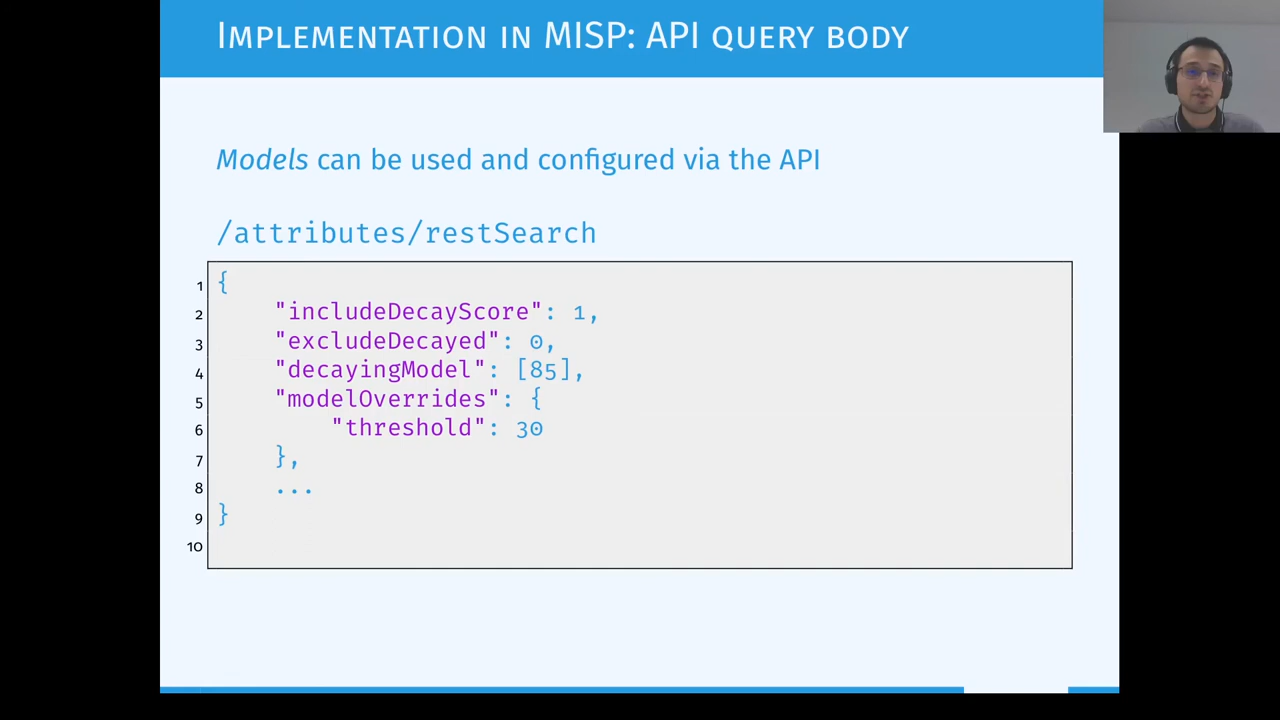 Implementation in MISP: API query body
Models can be used and configured via the API
/attributes/restSearch
1 {
2 "includeDecayScore": 1,
3 "excludeDecayed": 0,
4 "decayingModel": [85],
5 "modelOverrides": {
6 "threshold": 30
7 },
8 ...
9 }
10